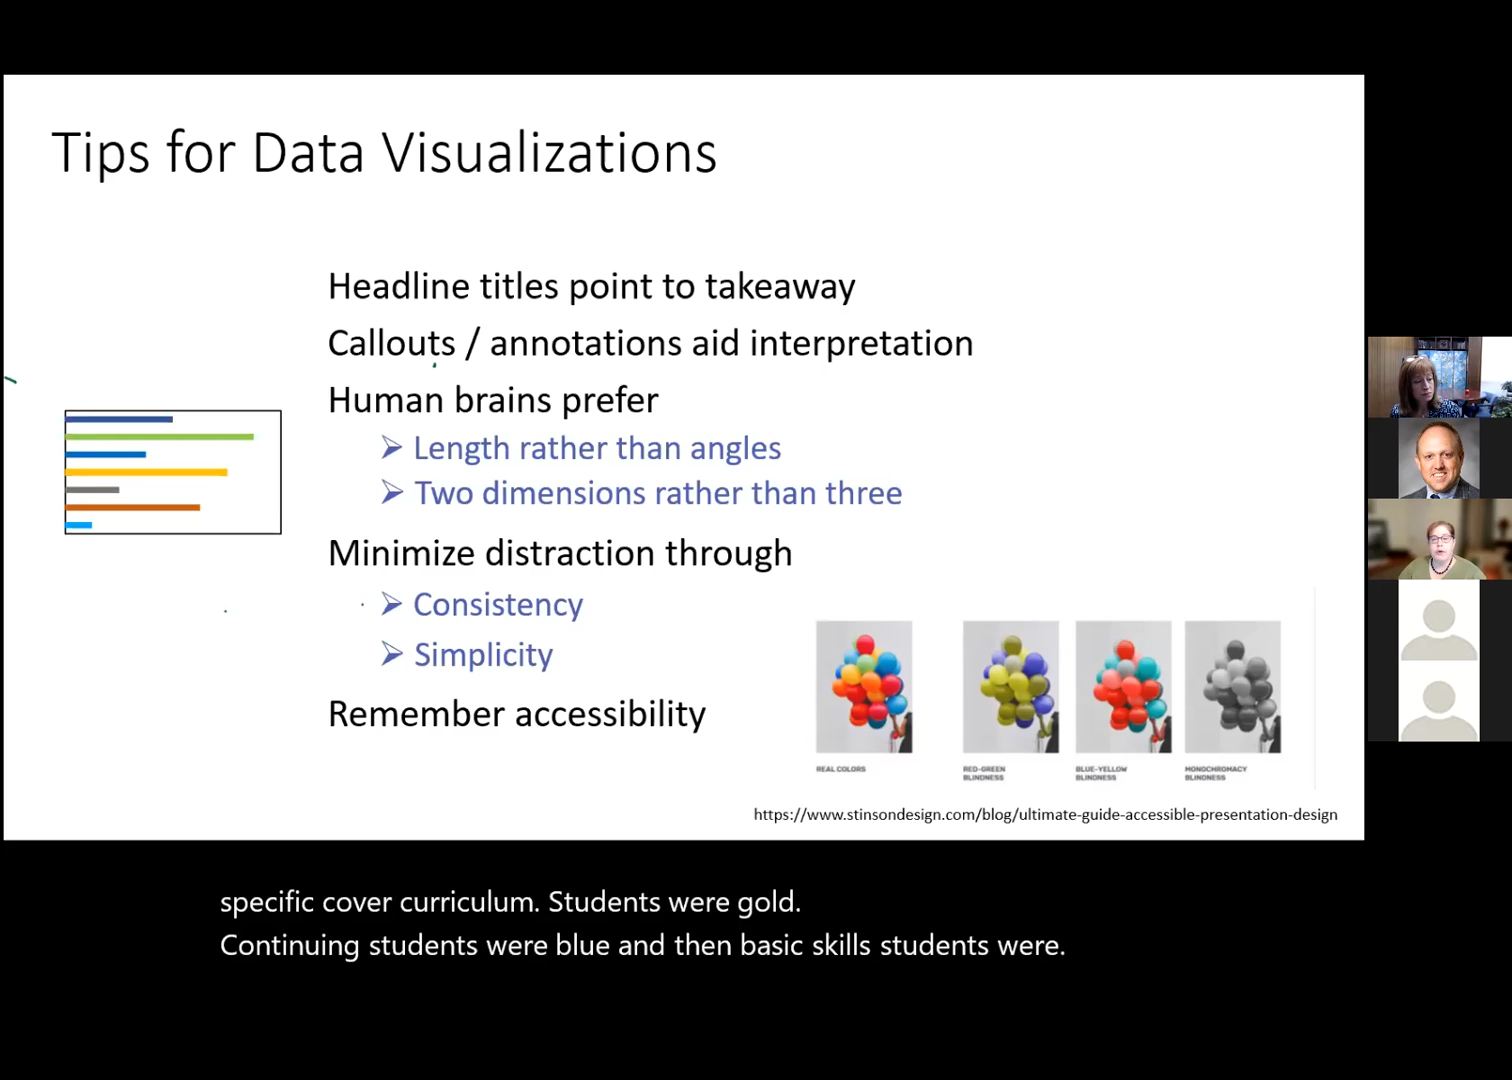 Tips for Data Visualizations
Headline titles point to takeaway
Callouts / annotations aid interpretation
Human brains prefer
Length rather than angles
Two dimensions rather than three
Minimize distraction through
Consistency
Simplicity
Remember accessibility
REAL COLORS
RED-GREEN
BLINDNESS
BLUE-YELLOW
BLINDNESS
MONOCHROMACY
BLINDNESS
https://www.stinsondesign.com/blog/ultimate-guide-accessible-presentation-design
specific cover curriculum. Students were gold.
Continuing students were blue and then basic skills students were.